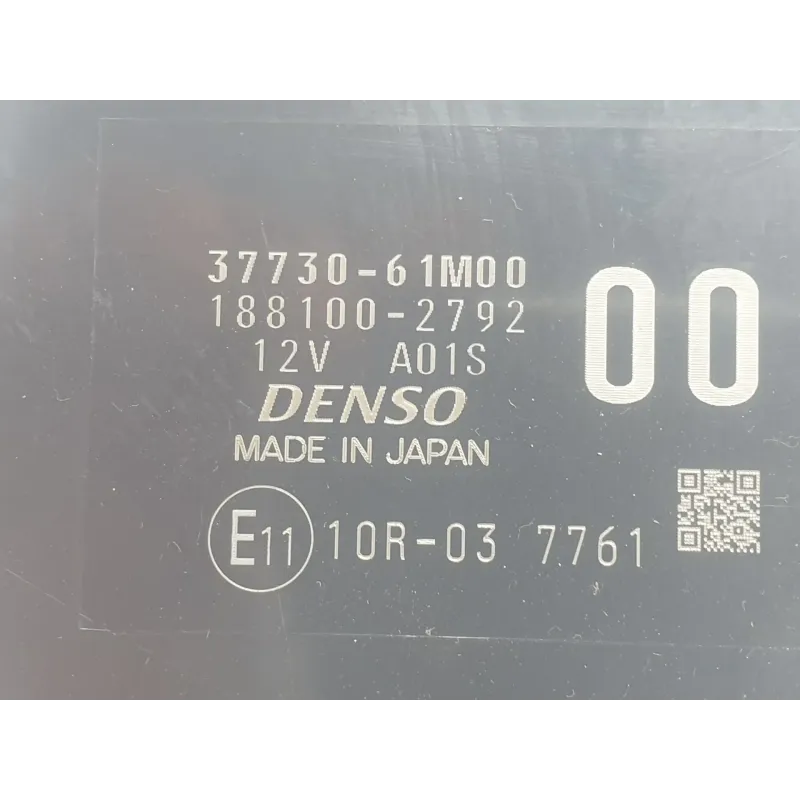 37730-61M00
188100-2792
12V A01S
DENSO
MADE IN JAPAN
00
E11 10R-03 7761